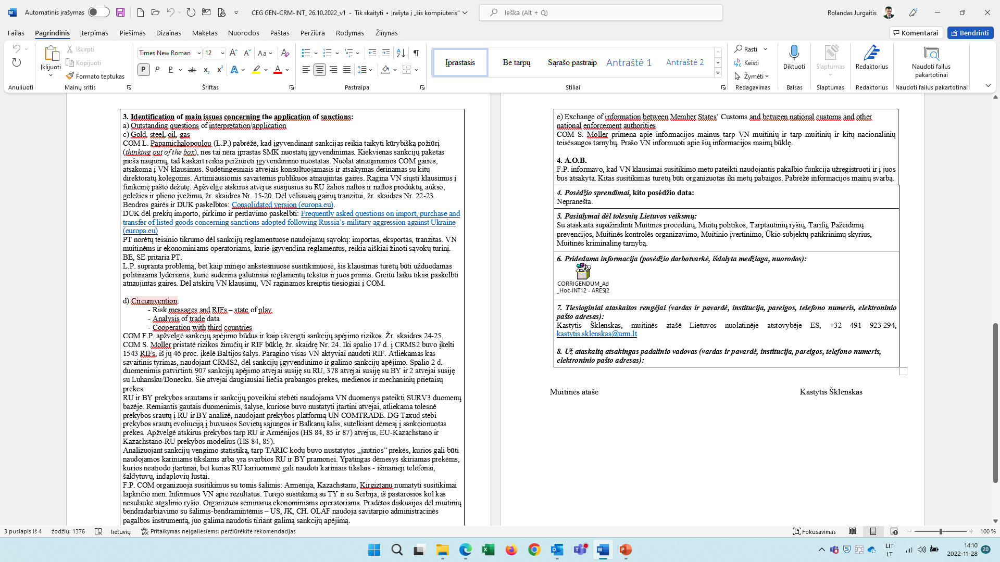 Automatinis įrašymas
CEG GEN-CRM-INT_ 26.10.2022_v1 - Tik skaityti • Įrašyta į „šis kompiuteris“
Ieška (Alt + Q)
Rolandas Jurgaitis
Failas Pagrindinis Įterpimas Piešimas Dizainas Maketas Nuorodos Paštas Peržiūra Rodymas Žinynas
Komentarai Bendrinti
Įklijuoti
Iškirpti
Kopijuoti
Formato teptukas
Times New Roman 12
Įprastasis Be tarpų Sąrašo pastraip Antraštė 1 Antraštė 2
Rasti
Keisti
Žymėti
Diktuoti
Slaptumas
Redaktorius
Naudoti failus pakartotinai
Anuliuoti Mainų sritis Šriftas Pastraipa Stiliai Redagavimas Balsas Slaptumas Redaktorius Naudoti failus pakartotinai
3. Identification of main issues concerning the application of sanctions:
a) Outstanding questions of interpretation/application
c) Gold, steel, oil, gas
COM L. Papamichalopoulou (L.P.) pabrėžė, kad įgyvendinant sankcijas reikia taikyti kūrybišką požiūrį
(thinking out of the box), nes tai nėra įprastas SMK nuostatų įgyvendinimas. Kiekvienas sankcijų paketas
įneša naujienų, tad kaskart reikia peržiūrėti įgyvendinimo nuostatas. Nuolat atnaujinamos COM gairės,
atsakoma į VN klausimus. Sudėtingesniais atvejais konsultuojamasis ir atsakymas derinamas su kitų
direktoratų kolegomis. Artimiausiomis savaitėmis publikuos atnaujintas gaires. Ragina VN siųsti klausimus į
funkcinę pašto dėžutę. Apžvelgė atskirus atvejus susijusius su RU žalios naftos ir naftos produktų, aukso,
geležies ir plieno įvežimu, žr. skaidres Nr. 15-20. Dėl vėliausių gairių tranzitui, žr. skaidres Nr. 22-23.
Bendros gairės ir DUK paskelbtos: Consolidated version (europa.eu).
DUK dėl prekių importo, pirkimo ir perdavimo paskelbti: Frequently asked questions on import, purchase and
transfer of listed goods concerning sanctions adopted following Russia’s military aggression against Ukraine
(europa.eu)
PT norėtų teisinio tikrumo dėl sankcijų reglamentuose naudojamų sąvokų: importas, eksportas, tranzitas. VN
muitinėms ir ekonominiams operatoriams, kurie įgyvendina reglamentus, reikia aiškiai žinoti sąvokų turinį.
BE, SE pritaria PT.
L.P. supranta problemą, bet kaip minėjo ankstesniuose susitikimuose, šis klausimas turėtų būti užduodamas
politiniams lyderiams, kurie suderina galutinius reglamentų tekstus ir juos priima. Greitu laiku tikisi paskelbti
atnaujintas gaires. Dėl atskirų VN klausimų, VN raginamos kreiptis tiesiogiai į COM.
d) Circumvention:
- Risk messages and RIFs – state of play
- Analysis of trade data
- Cooperation with third countries
COM F.P. apžvelgė sankcijų apėjimo būdus ir kaip išvengti sankcijų apėjimo rizikos. Žr. skaidres 24-25.
COM S. Moller pristatė rizikos žinučių ir RIF būklę, žr. skaidrę Nr. 24. Iki spalio 17 d. į CRMS2 buvo įkelti
1543 RIFs, iš jų 46 proc. įkėlė Baltijos šalys. Paragino visas VN aktyviai naudoti RIF. Atliekamas kas
savaitinis tyrimas, naudojant CRMS2, dėl sankcijų įgyvendinimo ir galimo sankcijų apėjimo. Spalio 2 d.
duomenimis patvirtinti 907 sankcijų apėjimo atvejai susiję su RU, 378 atvejai susiję su BY ir 2 atvejai susiję
su Luhansku/Donecku. Šie atvejai daugiausiai liečia prabangos prekes, medienos ir mechaninių prietaisų
prekes.
RU ir BY prekybos srautams ir sankcijų poveikiui stebėti naudojama VN duomenys pateikti SURV3 duomenų
bazėje. Remiantis gautais duomenimis, šalyse, kuriose buvo nustatyti įtartini atvejai, atliekama tolesnė
prekybos srautų į RU ir BY analizė, naudojant prekybos platformą UN COMTRADE. DG Taxud stebi
prekybos srautų evoliuciją į buvusios Sovietų sąjungos ir Balkanų šalis, sutelkiant dėmesį į sankcionuotas
prekes. Apžvelgė atskirus prekybos tarp RU ir Armėnijos (HS 84, 85 ir 87) atvejus, EU-Kazachstano ir
Kazachstano-RU prekybos modelius (HS 84, 85).
Analizuojant sankcijų vengimo statistiką, tarp TARIC kodų buvo nustatytos „jautrios“ prekės, kurios gali būti
naudojamos kariniams tikslams arba yra svarbios RU ir BY pramonei. Ypatingas dėmesys skiriamas prekėms,
kurios neatrodo įtartinai, bet kurias RU kariuomenė gali naudoti kariniais tikslais - išmanieji telefonai,
šaldytuvų, indaplovių lustai.
F.P. COM organizuoja susitikimus su tomis šalimis: Armėnija, Kazachstanu, Kirgiztanu numatyti susitikimai
lapkričio mėn. Informuos VN apie rezultatus. Turėjo susitikimą su TY ir su Serbija, iš pastarosios kol kas
nesulaukė atgalinio ryšio. Organizuos seminarus ekonominiams operatoriams. Pradėtos diskusijos dėl muitinių
bendradarbiavimo su šalimis-bendramintėmis – US, JK, CH. OLAF naudoja savitarpio administracinės
pagalbos instrumentą, juo galima naudotis tiriant galimą sankcijų apėjimą.
e) Exchange of information between Member States’ Customs and between national customs and other
national enforcement authorities
COM S. Moller primena apie informacijos mainus tarp VN muitinių ir tarp muitinių ir kitų nacionalinių
teisėsaugos tarnybų. Prašo VN informuoti apie šių informacijos mainų būklę.
4. A.O.B.
F.P. informavo, kad VN klausimai susitikimo metu pateikti naudojantis pakalbio funkcija užregistruoti ir į juos
bus atsakyta. Kitas susitikimas turėtų būti organizuotas iki metų pabaigos. Pabrėžė informacijos mainų svarbą.
4. Posėdžio sprendimai, kito posėdžio data:
Nepranešta.
5. Pasiūlymai dėl tolesnių Lietuvos veiksmų:
Su ataskaita supažindinti Muitinės procedūrų, Muitų politikos, Tarptautinių ryšių, Tarifų, Pažeidimų
prevencijos, Muitinės kontrolės organizavimo, Muitinio įvertinimo, Ūkio subjektų patikrinimų skyrius,
Muitinės kriminalinę tarnybą.
6. Pridedama informacija (posėdžio darbotvarkė, išdalyta medžiaga, nuorodos):
CORRIGENDUM_Ad
_Hoc-INT12 - ARES(2
7. Tiesioginiai ataskaitos rengėjai (vardas ir pavardė, institucija, pareigos, telefono numeris, elektroninio
pašto adresas):
Kastytis Šklenskas, muitinės atašė Lietuvos nuolatinėje atstovybėje ES, +32 491 923 294,
kastytis.sklenskas@urm.lt
8. Už ataskaitą atsakingas padalinio vadovas (vardas ir pavardė, institucija, pareigos, telefono numeris,
elektroninio pašto adresas):
Muitinės atašė Kastytis Šklenskas
3 puslapis iš 4 žodžių: 1376 lietuvių Pritaikymas neįgaliesiems: peržiūrėkite rekomendacijas
Fokusavimas 100 %
LIT
LT
14:10
2022-11-28
20